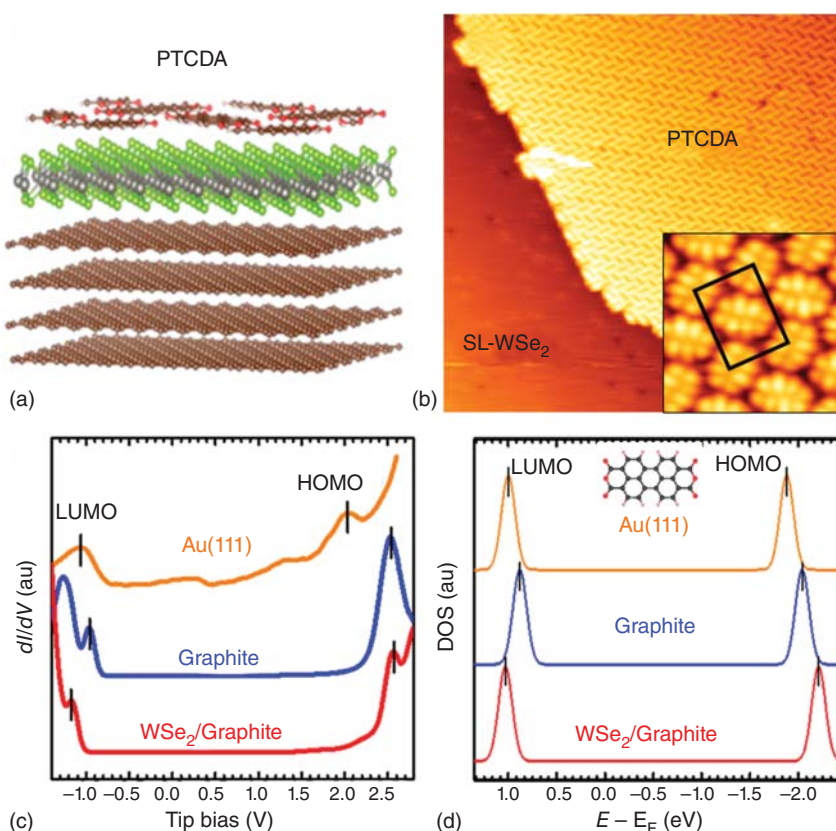 PTCDA
(a)
PTCDA
SL-WSe₂
(b)
LUMO
HOMO
Au(111)
Graphite
WSe₂/Graphite
dI/dV (au)
−1.0 −0.5 0.0 0.5 1.0 1.5 2.0 2.5
Tip bias (V)
(c)
LUMO
HOMO
Au(111)
Graphite
WSe₂/Graphite
DOS (au)
1.0 0.5 0.0 −0.5 −1.0 −1.5 −2.0
E − E_F (eV)
(d)